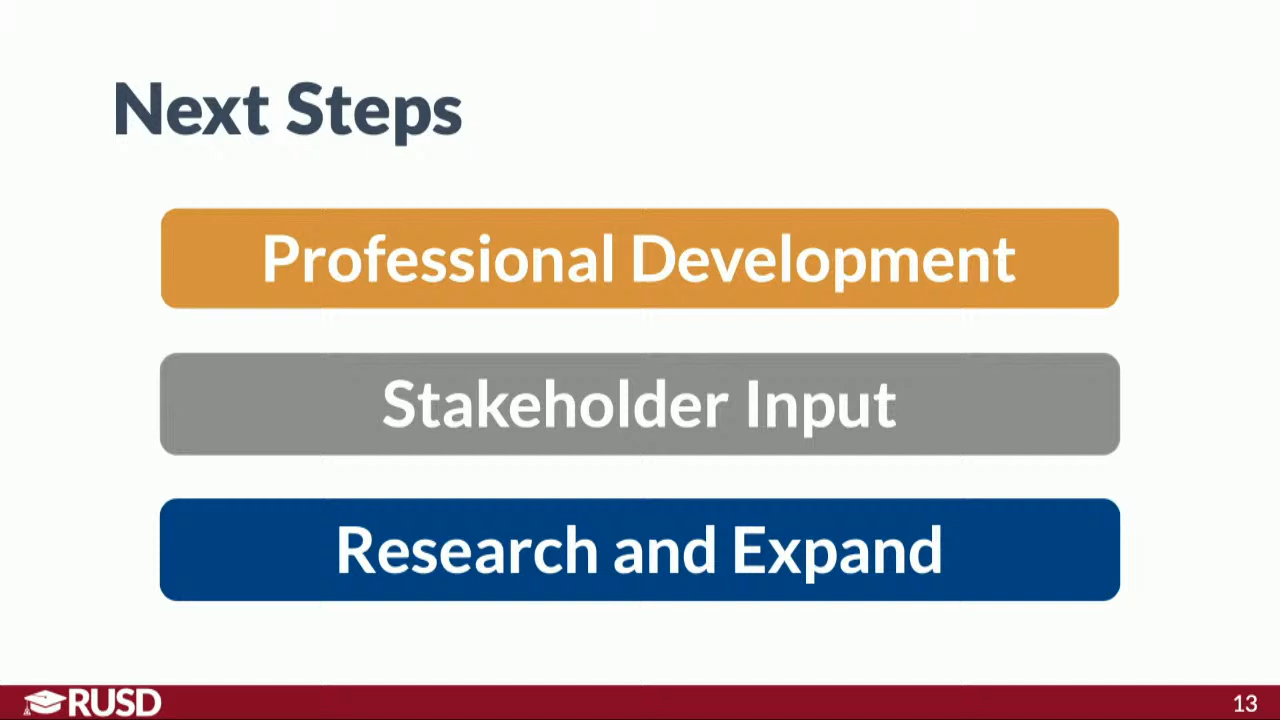 Next Steps
Professional Development
Stakeholder Input
Research and Expand
RUSD
13